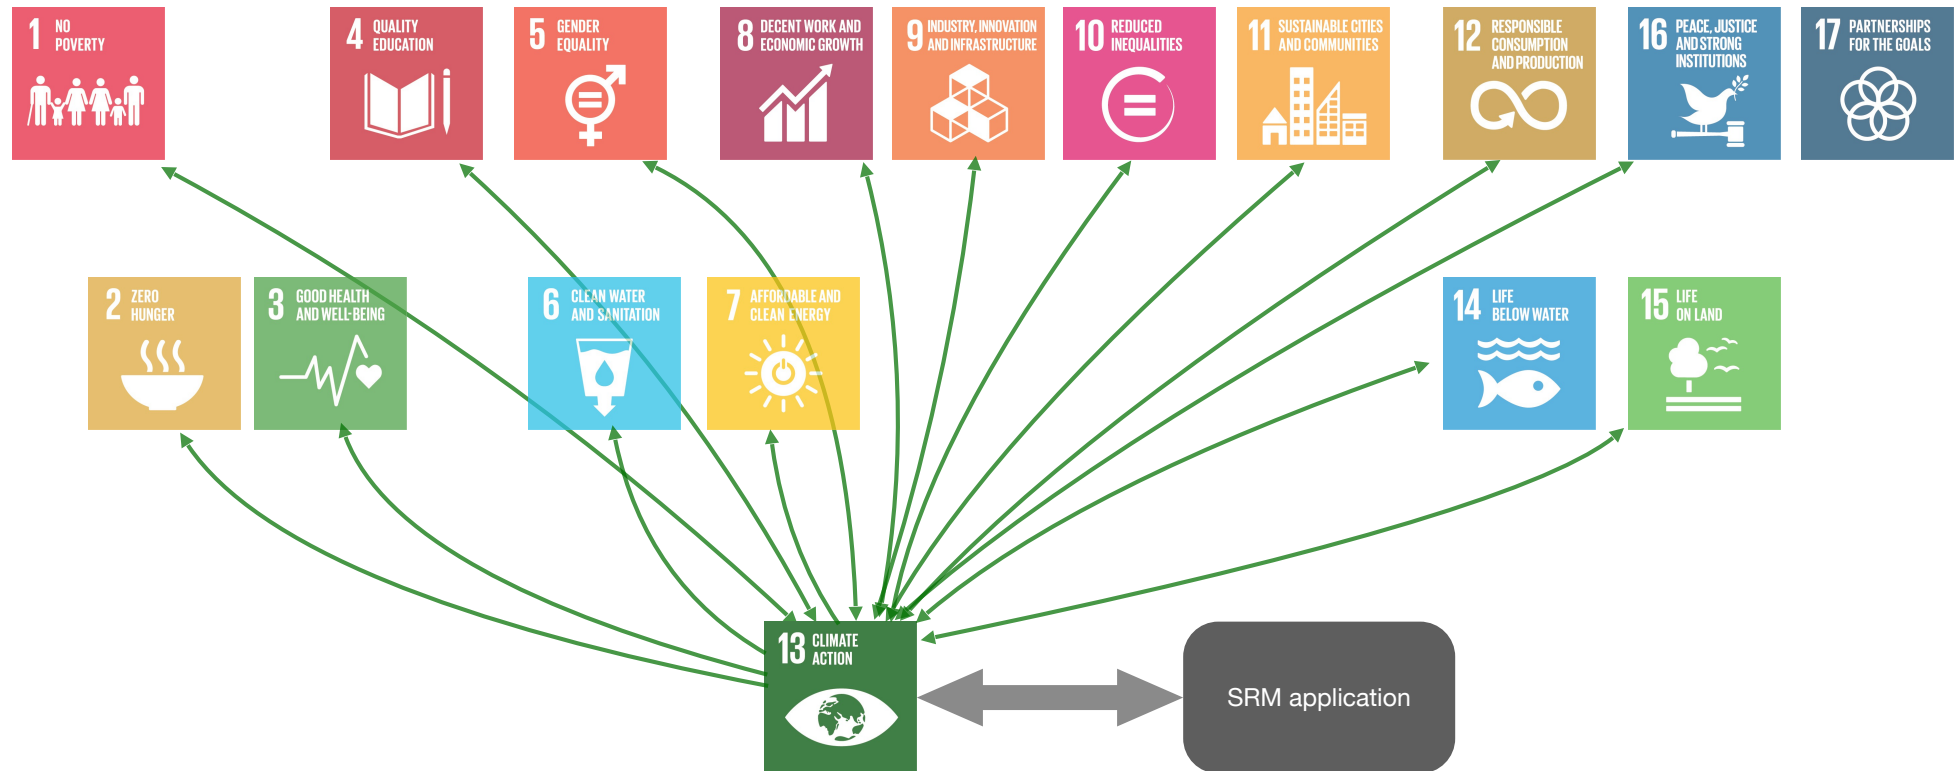 1 NO
POVERTY
4 QUALITY
EDUCATION
5 GENDER
EQUALITY
8 DECENT WORK AND
ECONOMIC GROWTH
9 INDUSTRY, INNOVATION
AND INFRASTRUCTURE
10 REDUCED
INEQUALITIES
11 SUSTAINABLE CITIES
AND COMMUNITIES
12 RESPONSIBLE
CONSUMPTION
AND PRODUCTION
16 PEACE, JUSTICE
AND STRONG
INSTITUTIONS
17 PARTNERSHIPS
FOR THE GOALS
2 ZERO
HUNGER
3 GOOD HEALTH
AND WELL-BEING
6 CLEAN WATER
AND SANITATION
7 AFFORDABLE AND
CLEAN ENERGY
14 LIFE
BELOW WATER
15 LIFE
ON LAND
13 CLIMATE
ACTION
SRM application